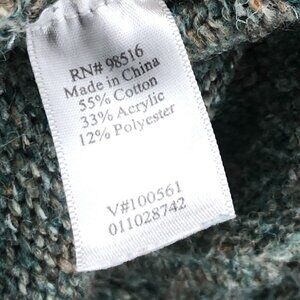 RN# 98516
Made in China
55% Cotton
33% Acrylic
12% Polyester
V#100561
011028742